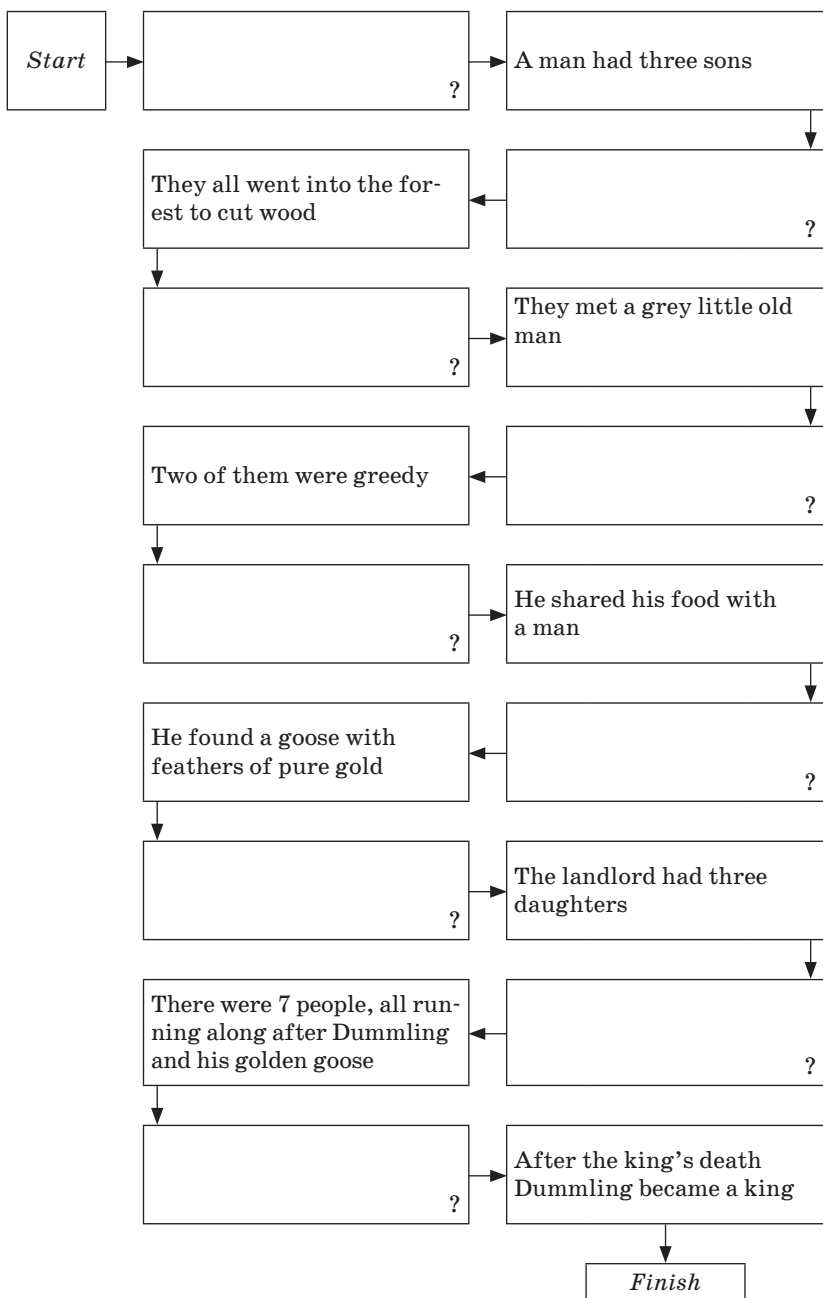 Start
?
A man had three sons
?
They all went into the for-
est to cut wood
?
They met a grey little old
man
?
Two of them were greedy
?
He shared his food with
a man
?
He found a goose with
feathers of pure gold
?
The landlord had three
daughters
?
There were 7 people, all run-
ning along after Dummling
and his golden goose
?
After the king's death
Dummling became a king
Finish